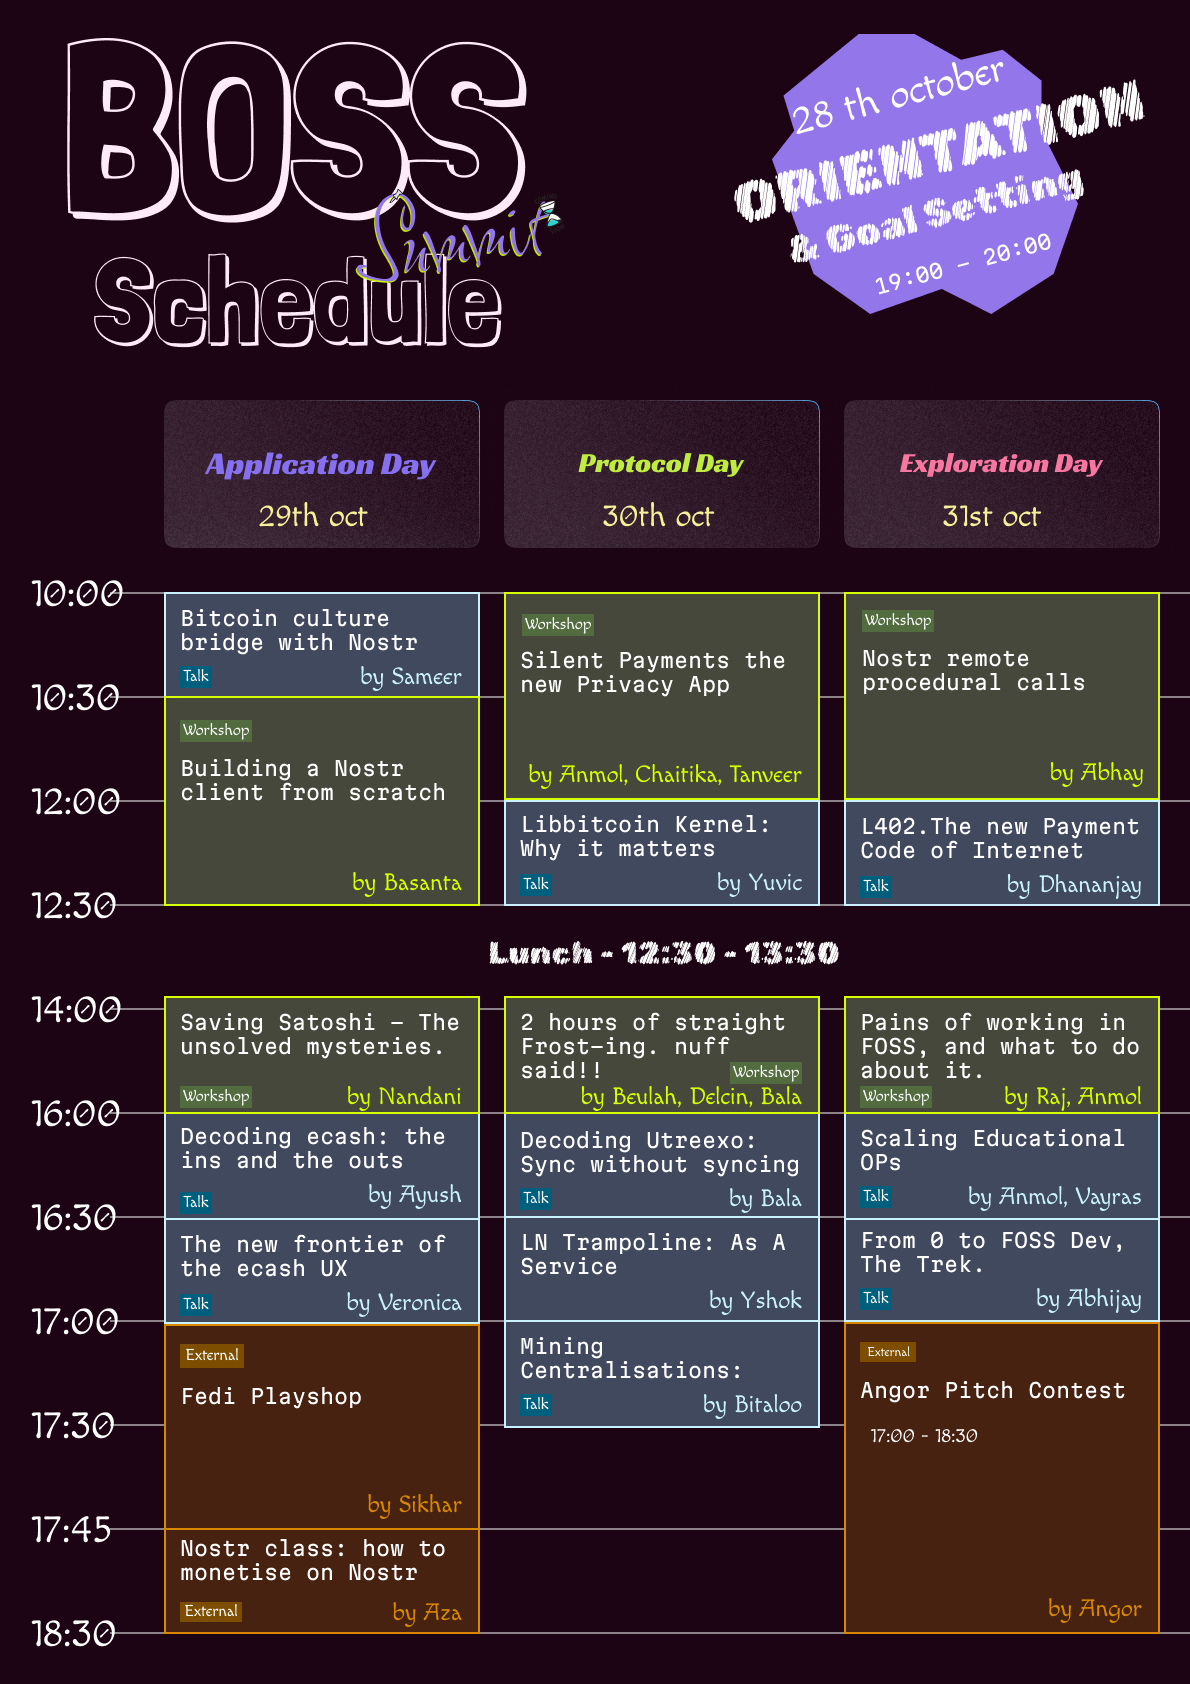 BOSS
Summit
Schedule
28 th october
ORIENTATION
& Goal Setting
19:00 - 20:00
Application Day
29th oct
Protocol Day
30th oct
Exploration Day
31st oct
10:00
Bitcoin culture
bridge with Nostr
Talk
by Sameer
Workshop
Silent Payments the
new Privacy App
by Anmol, Chaitika, Tanveer
Workshop
Nostr remote
procedural calls
by Abhay
10:30
Workshop
Building a Nostr
client from scratch
by Basanta
12:00
Libbitcoin Kernel:
Why it matters
Talk
by Yuvic
L402.The new Payment
Code of Internet
Talk
by Dhananjay
12:30
Lunch - 12:30 - 13:30
14:00
Saving Satoshi - The
unsolved mysteries.
Workshop
by Nandani
2 hours of straight
Frost-ing. nuff
said!!
Workshop
by Beulah, Delcin, Bala
Pains of working in
FOSS, and what to do
about it.
Workshop
by Raj, Anmol
16:00
Decoding ecash: the
ins and the outs
Talk
by Ayush
Decoding Utreexo:
Sync without syncing
Talk
by Bala
Scaling Educational
OPs
Talk
by Anmol, Vayras
16:30
The new frontier of
the ecash UX
Talk
by Veronica
LN Trampoline: As A
Service
by Yshok
From 0 to FOSS Dev,
The Trek.
Talk
by Abhijay
17:00
External
Fedi Playshop
by Sikhar
Mining
Centralisations:
Talk
by Bitaloo
External
Angor Pitch Contest
17:00 - 18:30
by Angor
17:30
17:45
Nostr class: how to
monetise on Nostr
External
by Aza
18:30